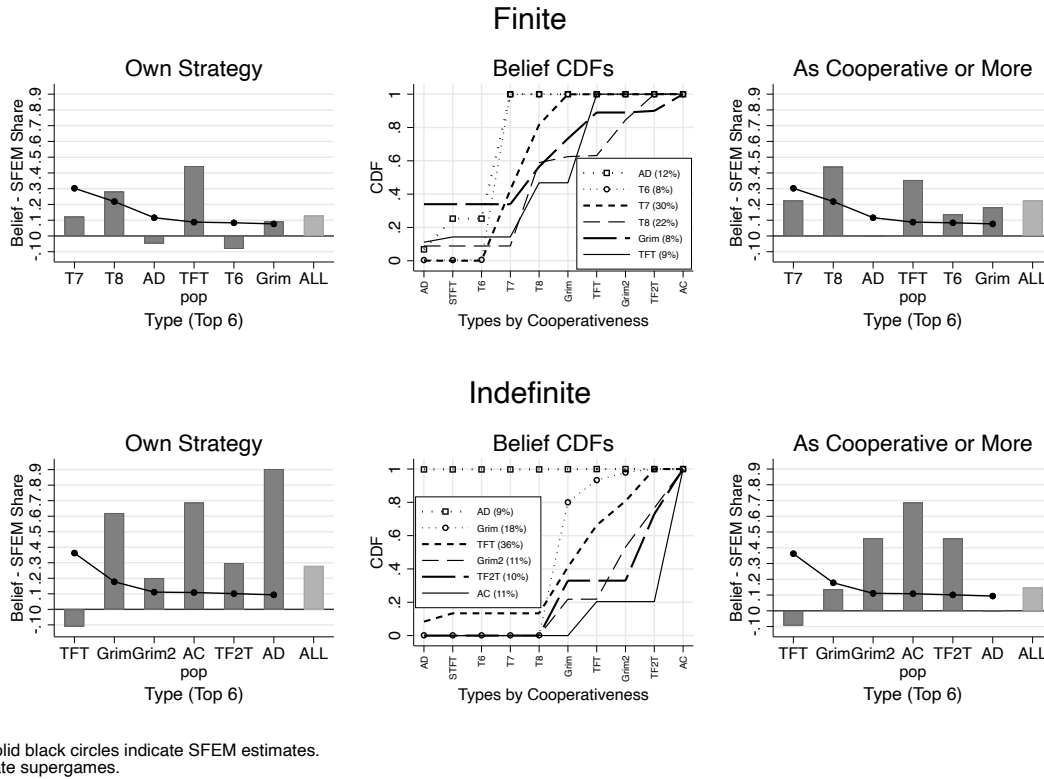 Finite
Own Strategy
Belief - SFEM Share
-.1 0 .1 .2 .3 .4 .5 .6 .7 .8 .9
T7 T8 AD TFT T6 Grim ALL
pop
Type (Top 6)
Belief CDFs
CDF
0 .2 .4 .6 .8 1
AD (12%)
T6 (8%)
T7 (30%)
T8 (22%)
Grim (8%)
TFT (9%)
AD STFT T6 T7 T8 Grim TFT Grim2 TF2T AC
Types by Cooperativeness
As Cooperative or More
Belief - SFEM Share
-.1 0 .1 .2 .3 .4 .5 .6 .7 .8 .9
T7 T8 AD TFT T6 Grim ALL
pop
Type (Top 6)
Indefinite
Own Strategy
Belief - SFEM Share
-.1 0 .1 .2 .3 .4 .5 .6 .7 .8 .9
TFT Grim Grim2 AC TF2T AD ALL
pop
Type (Top 6)
Belief CDFs
CDF
0 .2 .4 .6 .8 1
AD (9%)
Grim (18%)
TFT (36%)
Grim2 (11%)
TF2T (10%)
AC (11%)
AD STFT T6 T7 T8 Grim TFT Grim2 TF2T AC
Types by Cooperativeness
As Cooperative or More
Belief - SFEM Share
-.1 0 .1 .2 .3 .4 .5 .6 .7 .8 .9
TFT Grim Grim2 AC TF2T AD ALL
pop
Type (Top 6)
olid black circles indicate SFEM estimates.
ate supergames.